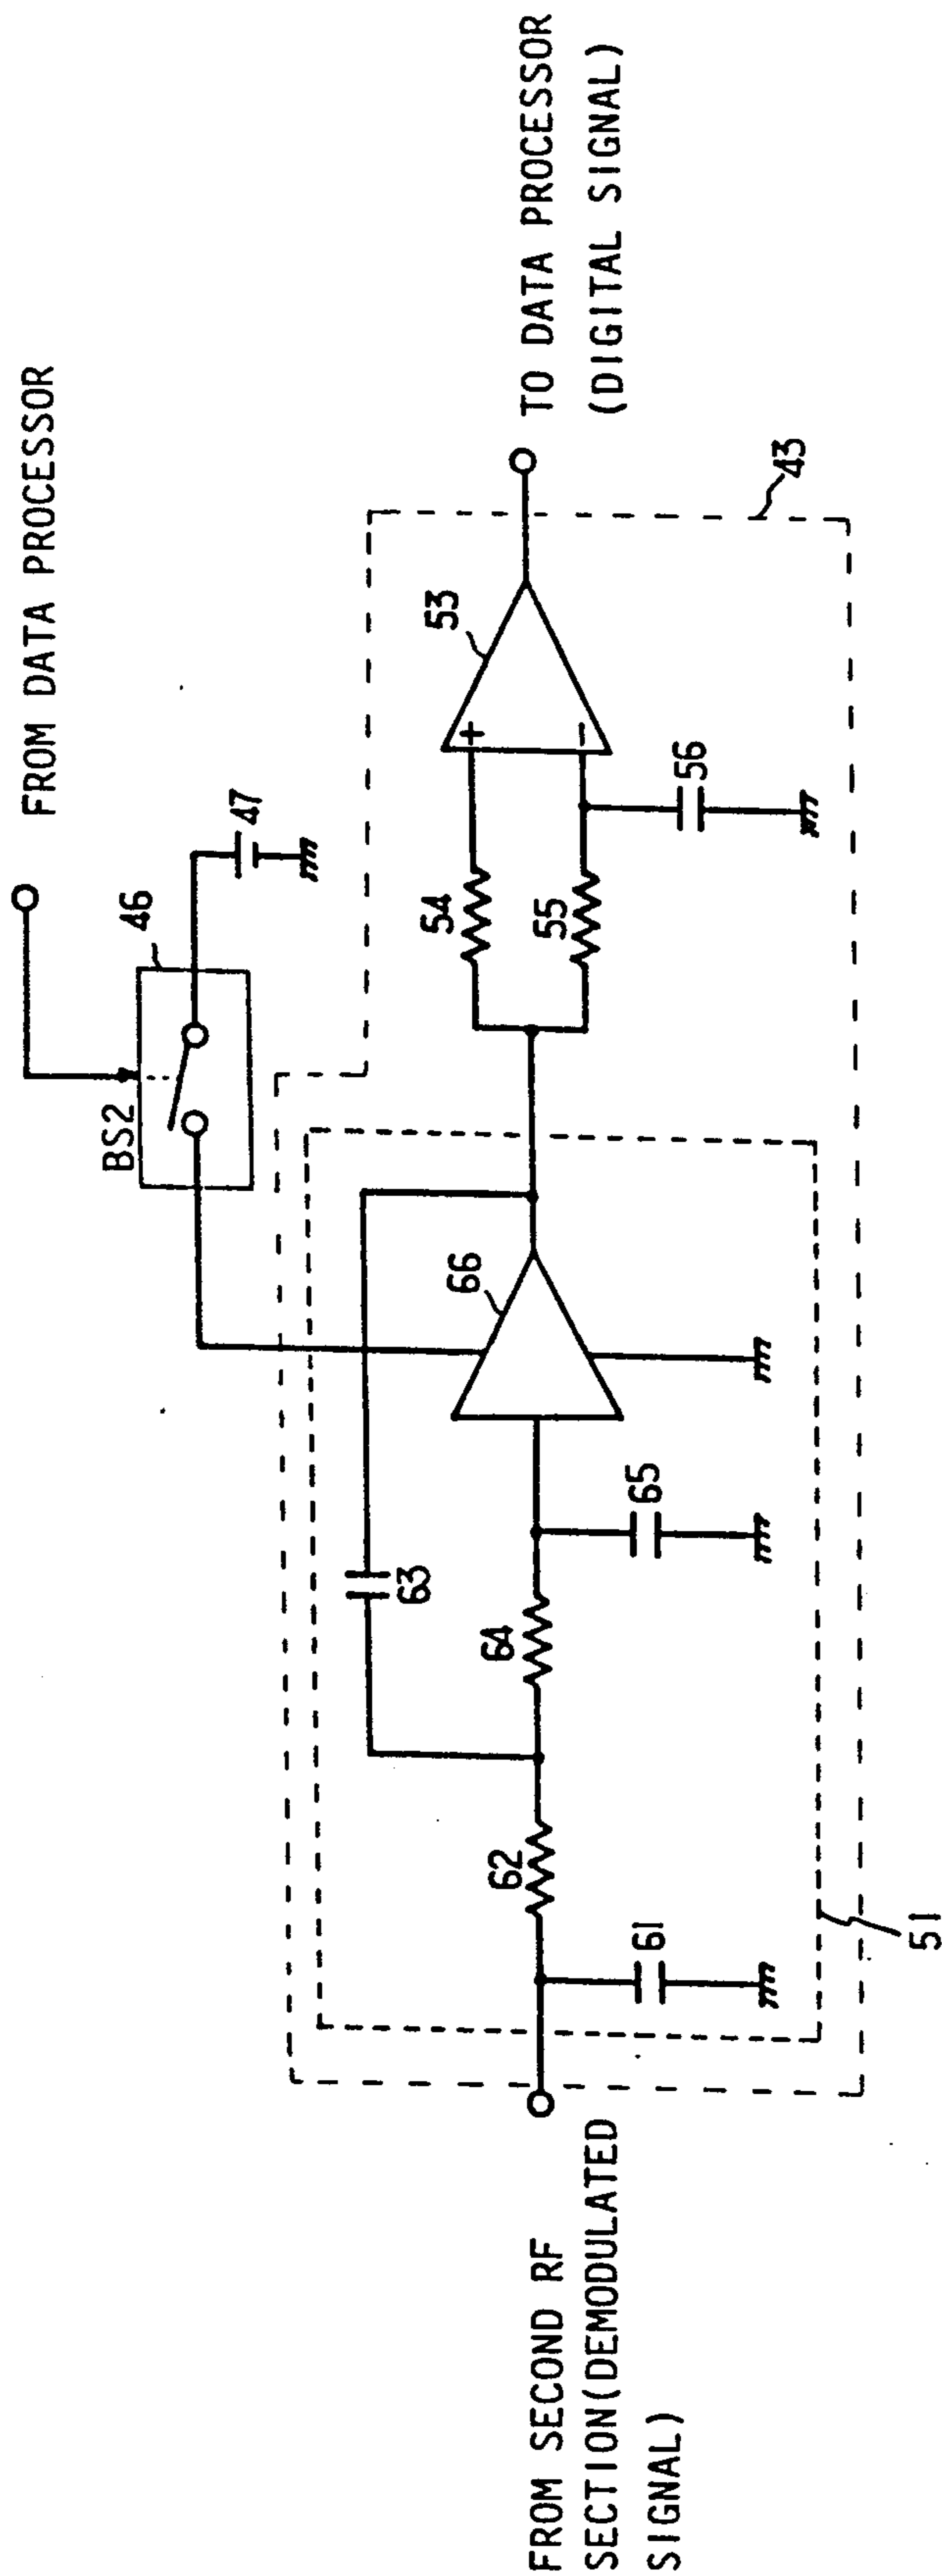 FROM DATA PROCESSOR
46
47
BS2
FROM SECOND RF
SECTION(DEMODULATED
SIGNAL)
61
62
63
64
65
66
51
54
55
53
56
43
TO DATA PROCESSOR
(DIGITAL SIGNAL)